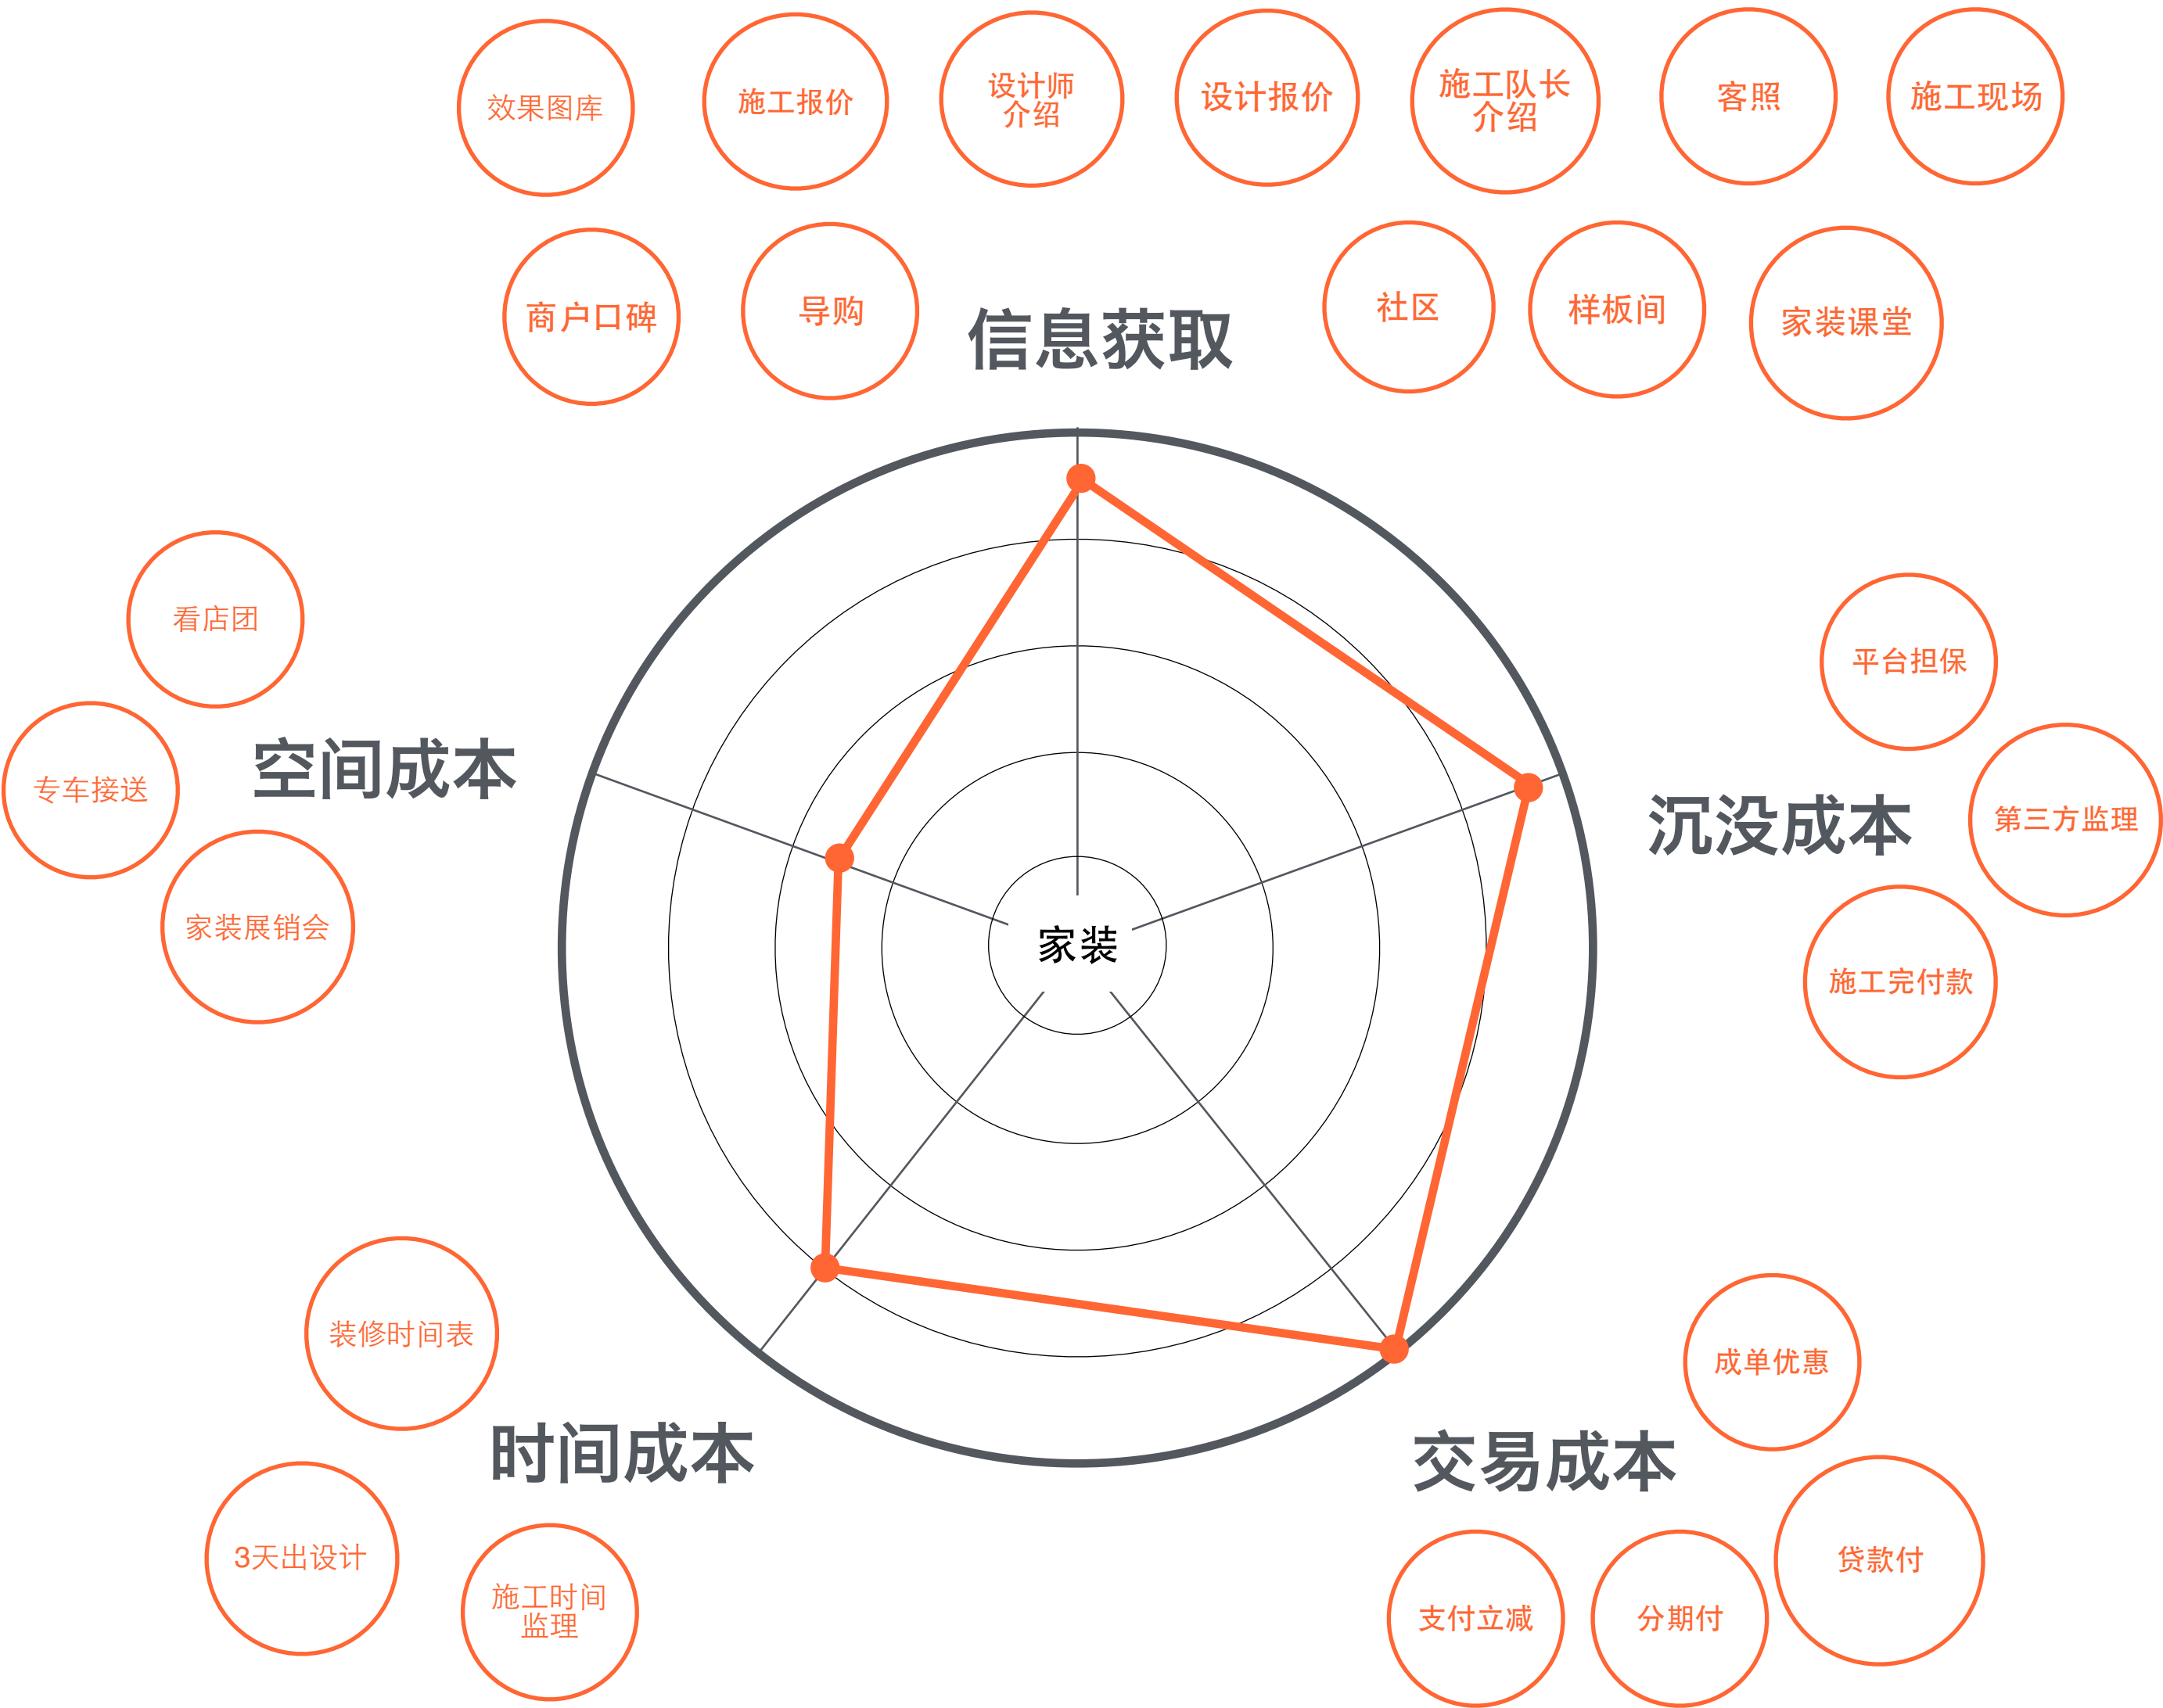 效果图库
施工报价
设计师
介绍
设计报价
施工队长
介绍
客照
施工现场
商户口碑
导购
信息获取
社区
样板间
家装课堂
看店团
空间成本
专车接送
家装展销会
平台担保
沉没成本
第三方监理
施工完付款
家装
装修时间表
时间成本
3天出设计
施工时间
监理
成单优惠
交易成本
贷款付
支付立减
分期付